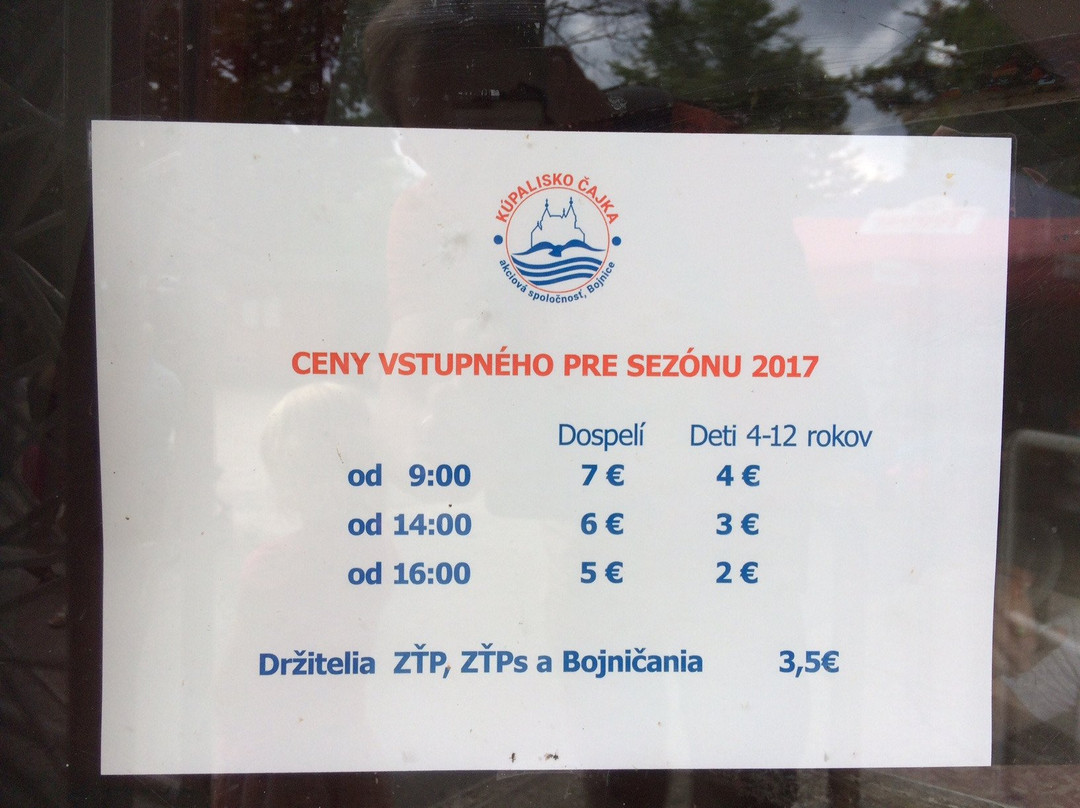 KÚPALISKO ČAJKA
akciová spoločnosť, Bojnice
CENY VSTUPNÉHO PRE SEZÓNU 2017
Dospelí Deti 4-12 rokov
od 9:00 7 € 4 €
od 14:00 6 € 3 €
od 16:00 5 € 2 €
Držitelia ZŤP, ZŤPs a Bojničania 3,5€